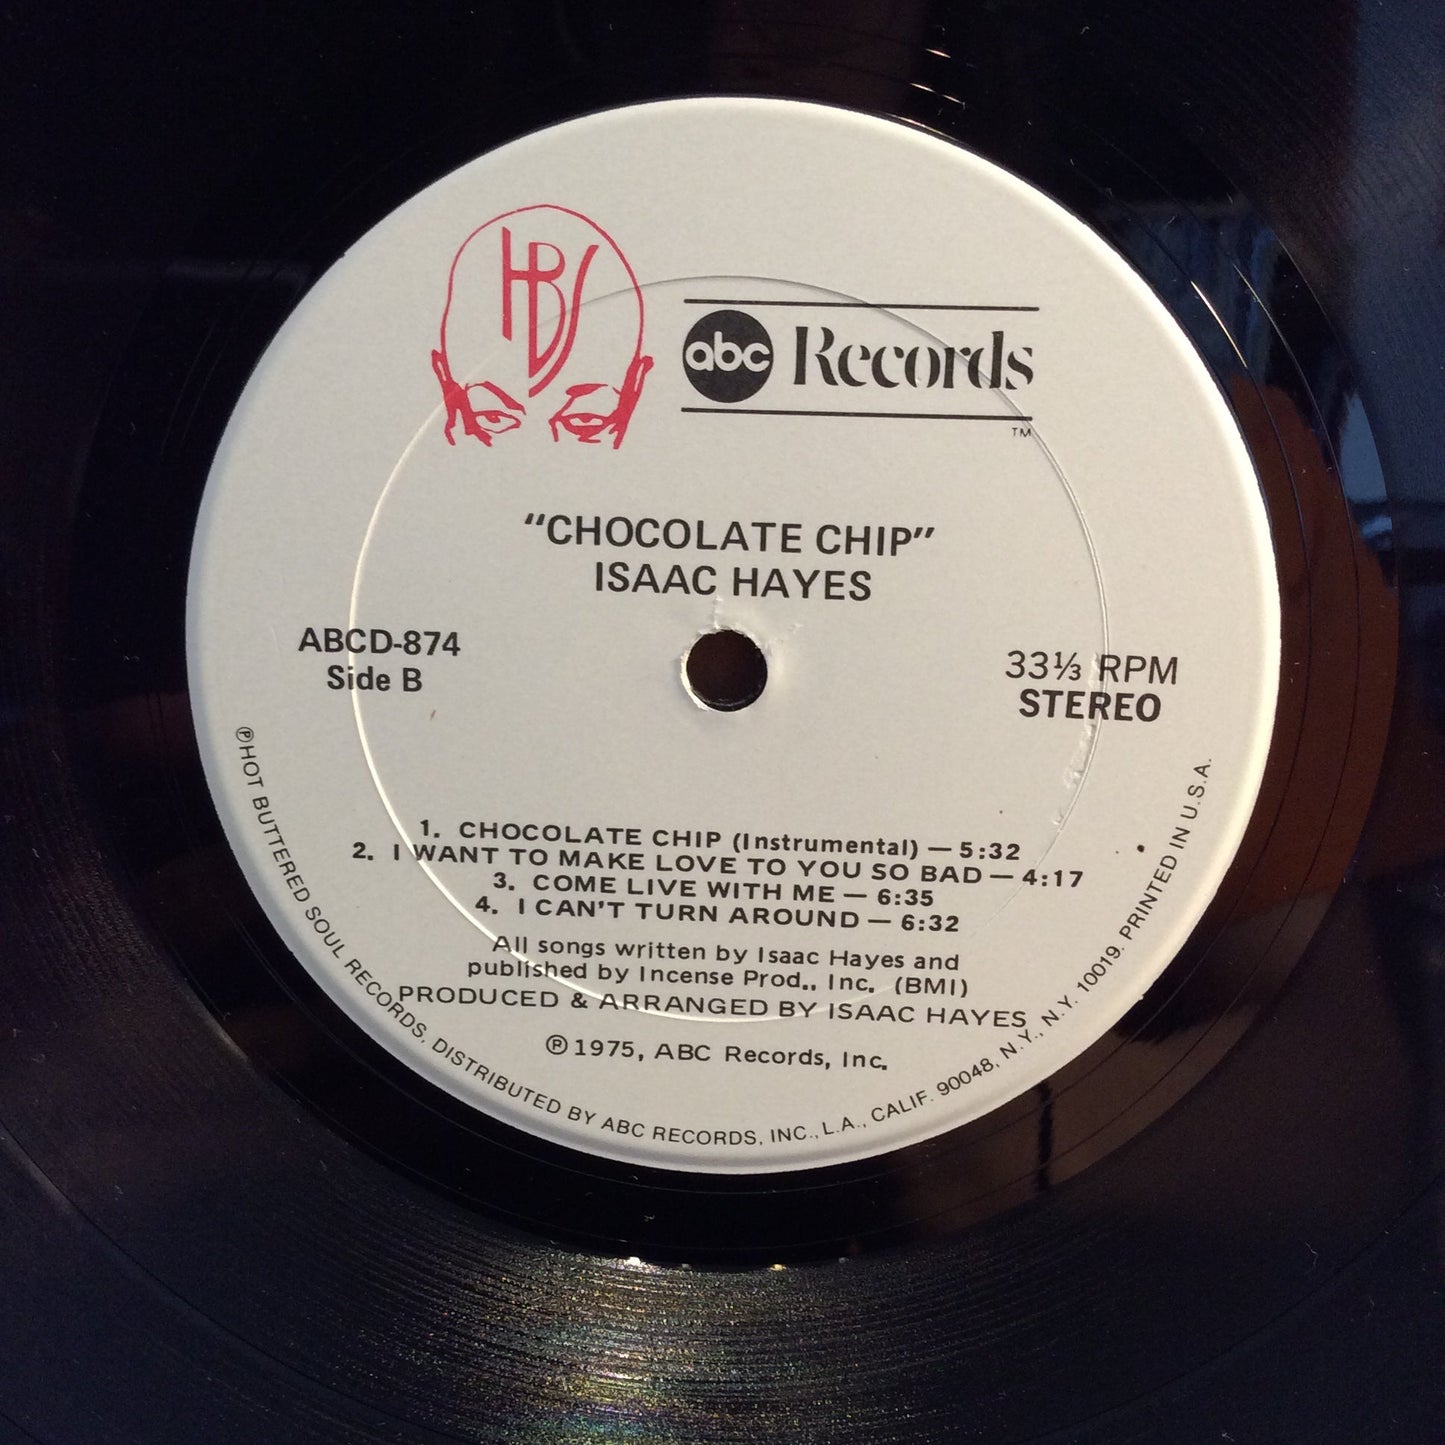 HBS
abc Records
TM
"CHOCOLATE CHIP"
ISAAC HAYES
ABCD-874
Side B
33⅓ RPM
STEREO
1. CHOCOLATE CHIP (Instrumental) — 5:32
2. I WANT TO MAKE LOVE TO YOU SO BAD — 4:17
3. COME LIVE WITH ME — 6:35
4. I CAN'T TURN AROUND — 6:32
All songs written by Isaac Hayes and
published by Incense Prod., Inc. (BMI)
PRODUCED & ARRANGED BY ISAAC HAYES
℗ 1975, ABC Records, Inc.
℗ HOT BUTTERED SOUL RECORDS, DISTRIBUTED BY ABC RECORDS, INC., L.A., CALIF. 90048, N.Y., N.Y. 10019. PRINTED IN U.S.A.